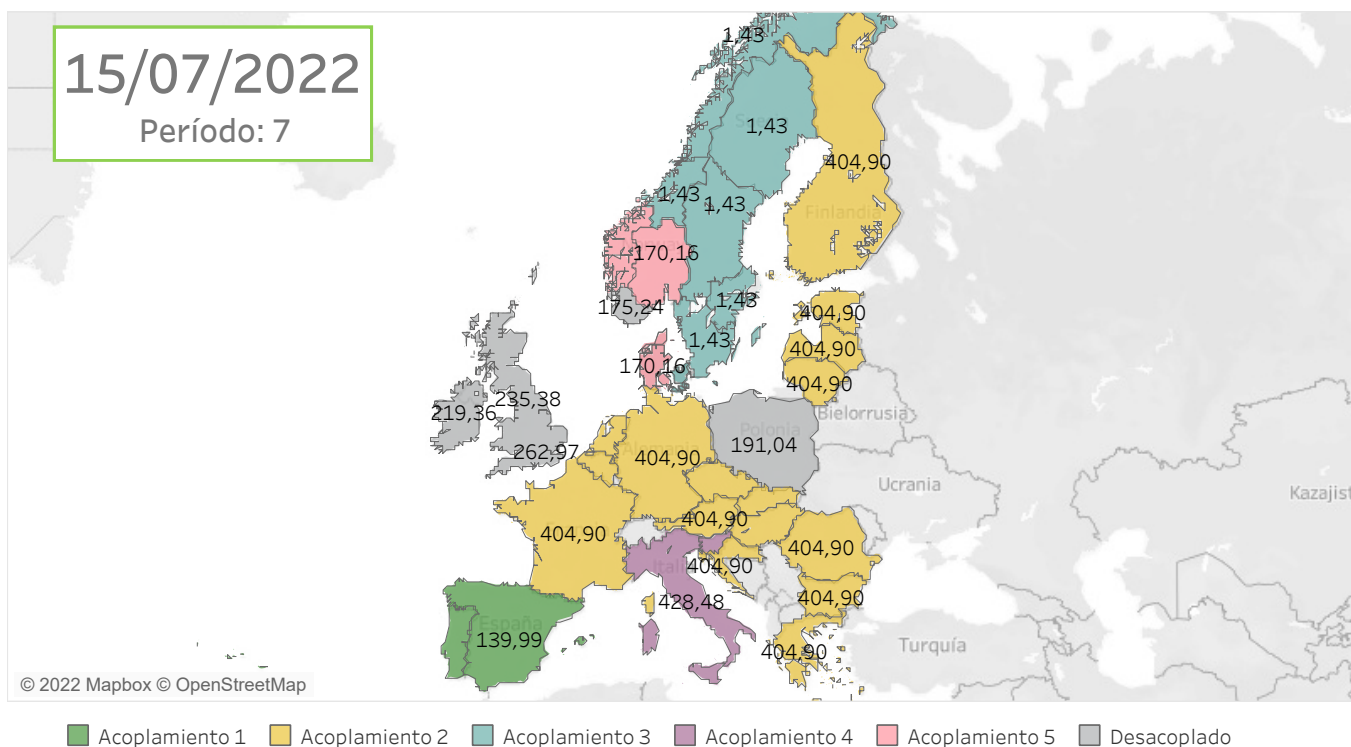 15/07/2022
Período: 7
1,43
1,43
404,90
1,43
1,43
Finlandia
170,16
175,24
1,43
404,90
1,43
404,90
170,16
404,90
235,38
219,36
Bielorrusia
Polonia
262,97
Alemania
404,90
191,04
Ucrania
Kazajist
404,90
404,90
404,90
Italia
404,90
428,48
404,90
España
139,99
404,90
Turquía
© 2022 Mapbox © OpenStreetMap
Acoplamiento 1 Acoplamiento 2 Acoplamiento 3 Acoplamiento 4 Acoplamiento 5 Desacoplado